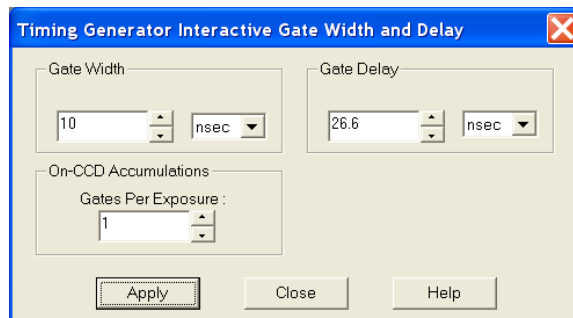 Timing Generator Interactive Gate Width and Delay
Gate Width
10
nsec
Gate Delay
26.6
nsec
On-CCD Accumulations
Gates Per Exposure :
1
Apply
Close
Help